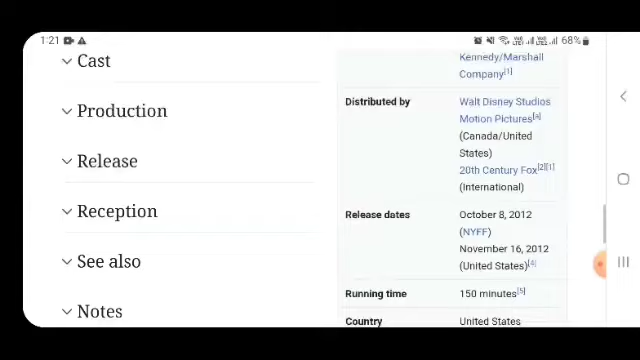 1:21
68%
Cast
Production
Release
Reception
See also
Notes
Kennedy/Marshall
Company[1]
Distributed by
Walt Disney Studios
Motion Pictures[a]
(Canada/United
States)
20th Century Fox[2][1]
(International)
Release dates
October 8, 2012
(NYFF)
November 16, 2012
(United States)[4]
Running time
150 minutes[5]
Country
United States